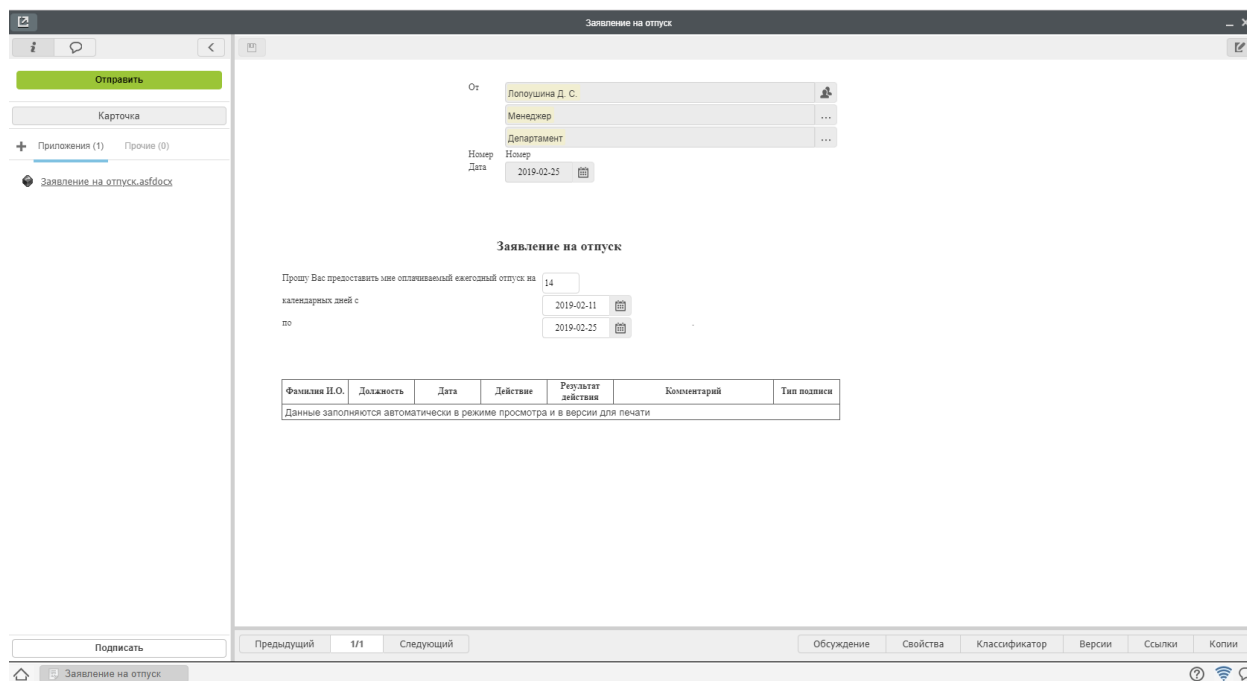 Заявление на отпуск
Отправить
Карточка
Приложения (1) Прочие (0)
Заявление на отпуск.asfdocx
Подписать
От Лопоушина Д. С.
Менеджер ...
Департамент ...
Номер Номер
Дата 2019-02-25
Заявление на отпуск
Прошу Вас предоставить мне оплачиваемый ежегодный отпуск на 14
календарных дней с 2019-02-11
по 2019-02-25
Фамилия И.О. Должность Дата Действие Результат действия Комментарий Тип подписи
Данные заполняются автоматически в режиме просмотра и в версии для печати
Предыдущий 1/1 Следующий Обсуждение Свойства Классификатор Версии Ссылки Копии
Заявление на отпуск